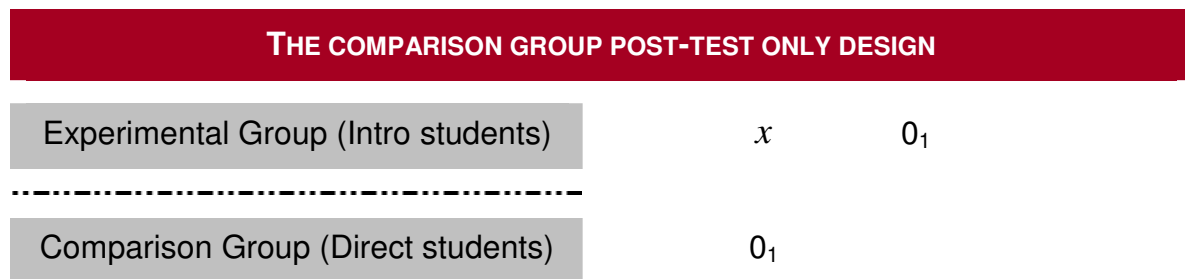 THE COMPARISON GROUP POST-TEST ONLY DESIGN
Experimental Group (Intro students) x 0₁
Comparison Group (Direct students) 0₁